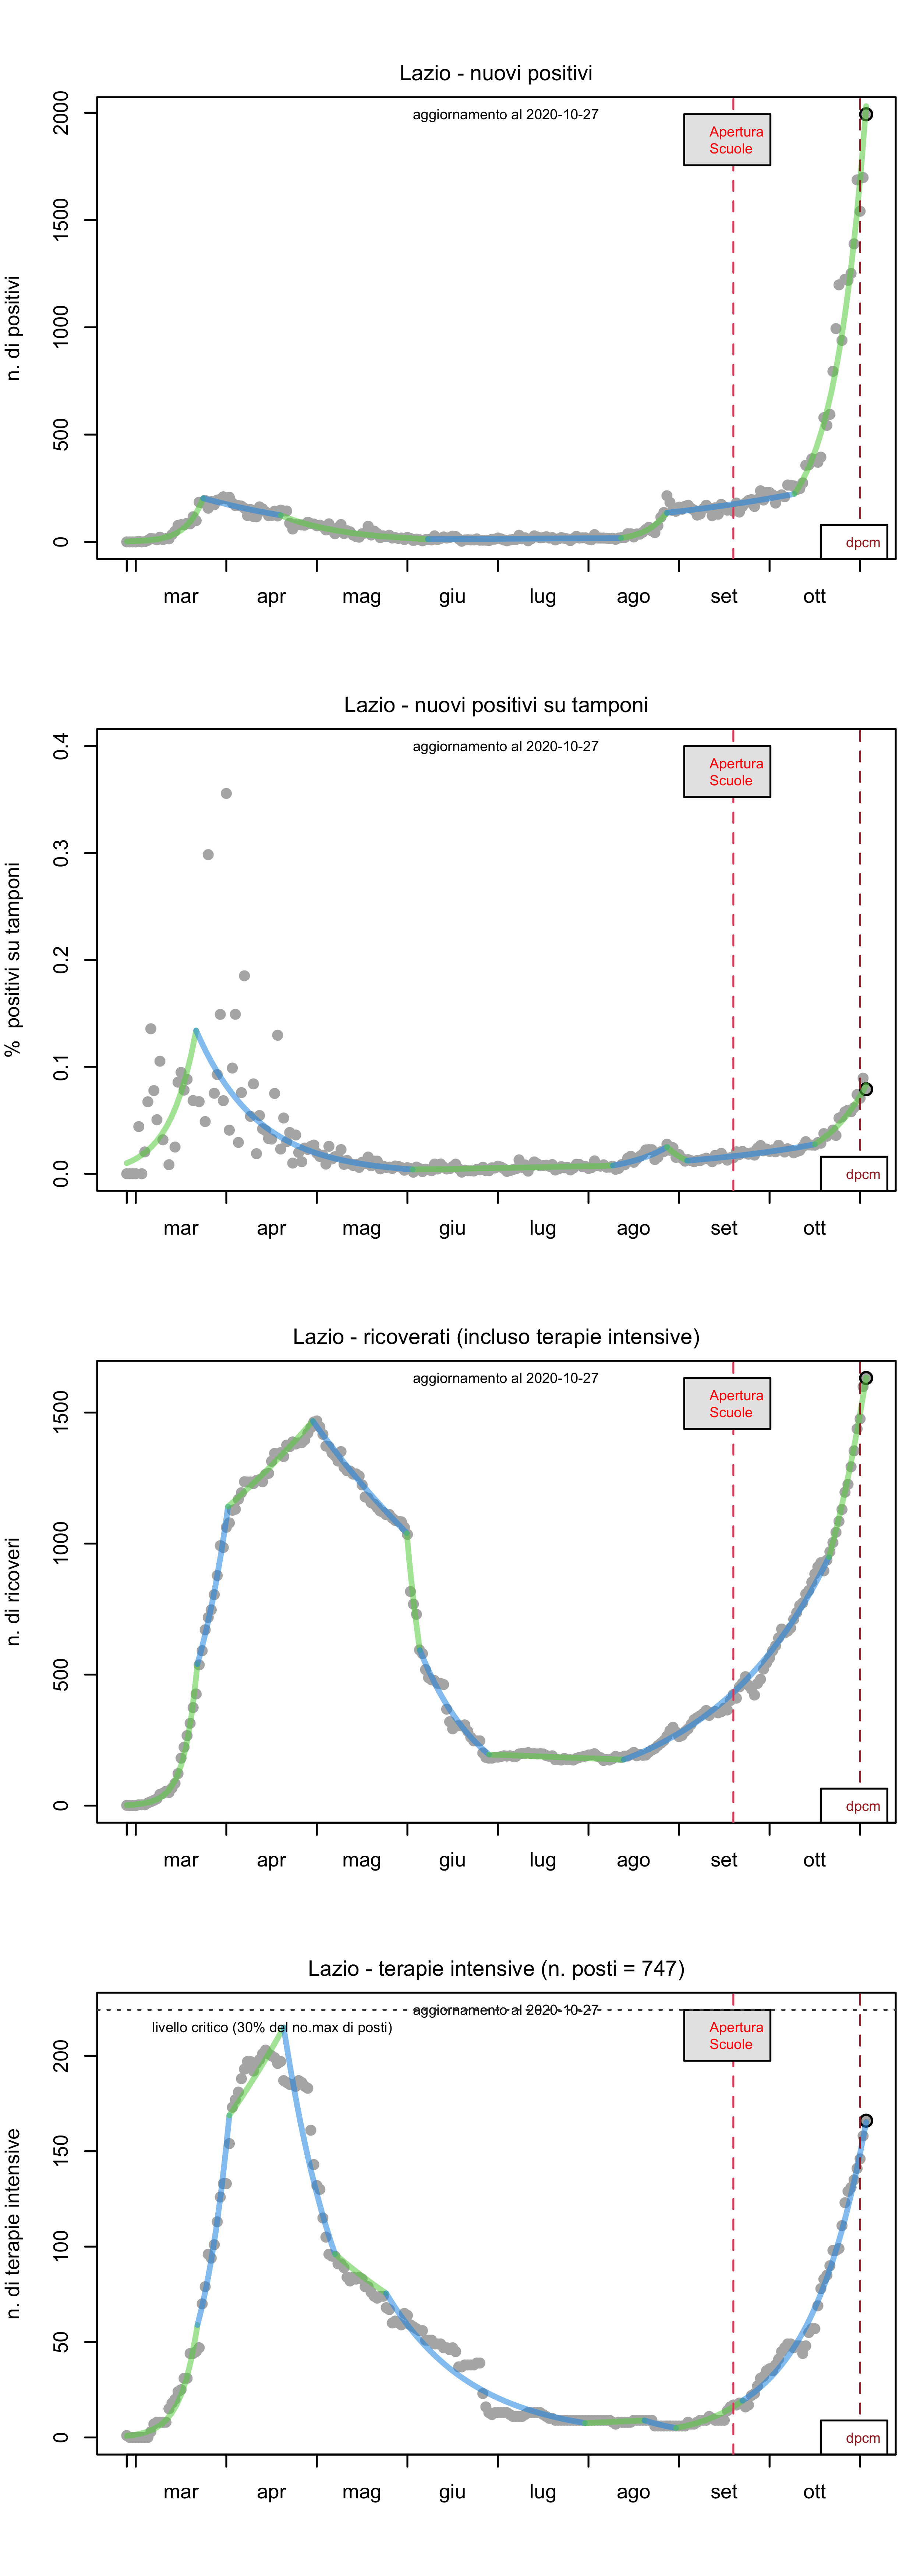 Lazio - nuovi positivi
aggiornamento al 2020-10-27
Apertura
Scuole
n. di positivi
2000
1500
1000
500
0
dpcm
mar apr mag giu lug ago set ott
Lazio - nuovi positivi su tamponi
aggiornamento al 2020-10-27
Apertura
Scuole
% positivi su tamponi
0.4
0.3
0.2
0.1
0.0
dpcm
mar apr mag giu lug ago set ott
Lazio - ricoverati (incluso terapie intensive)
aggiornamento al 2020-10-27
Apertura
Scuole
n. di ricoveri
1500
1000
500
0
dpcm
mar apr mag giu lug ago set ott
Lazio - terapie intensive (n. posti = 747)
aggiornamento al 2020-10-27
livello critico (30% del no.max di posti)
Apertura
Scuole
n. di terapie intensive
200
150
100
50
0
dpcm
mar apr mag giu lug ago set ott